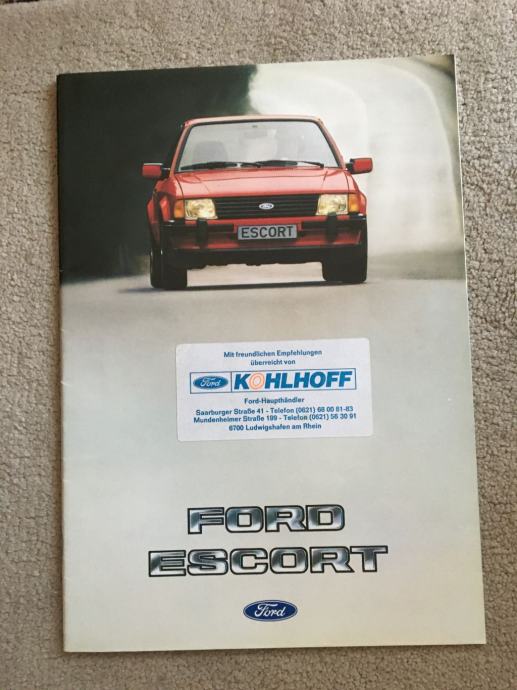 Ford
ESCORT
Mit freundlichen Empfehlungen
überreicht von
Ford KOHLHOFF
Ford-Haupthändler
Saarburger Straße 41 - Telefon (0621) 68 00 81-83
Mundenheimer Straße 199 - Telefon (0621) 56 30 91
6700 Ludwigshafen am Rhein
FORD
ESCORT
Ford